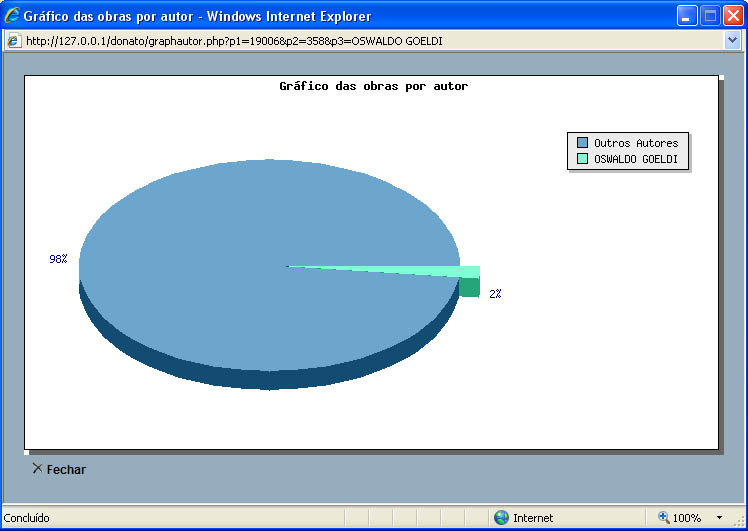 Gráfico das obras por autor - Windows Internet Explorer
http://127.0.0.1/donato/graphautor.php?p1=19006&p2=358&p3=OSWALDO GOELDI
Gráfico das obras por autor
Outros Autores
OSWALDO GOELDI
98%
2%
Fechar
Concluído
Internet
100%